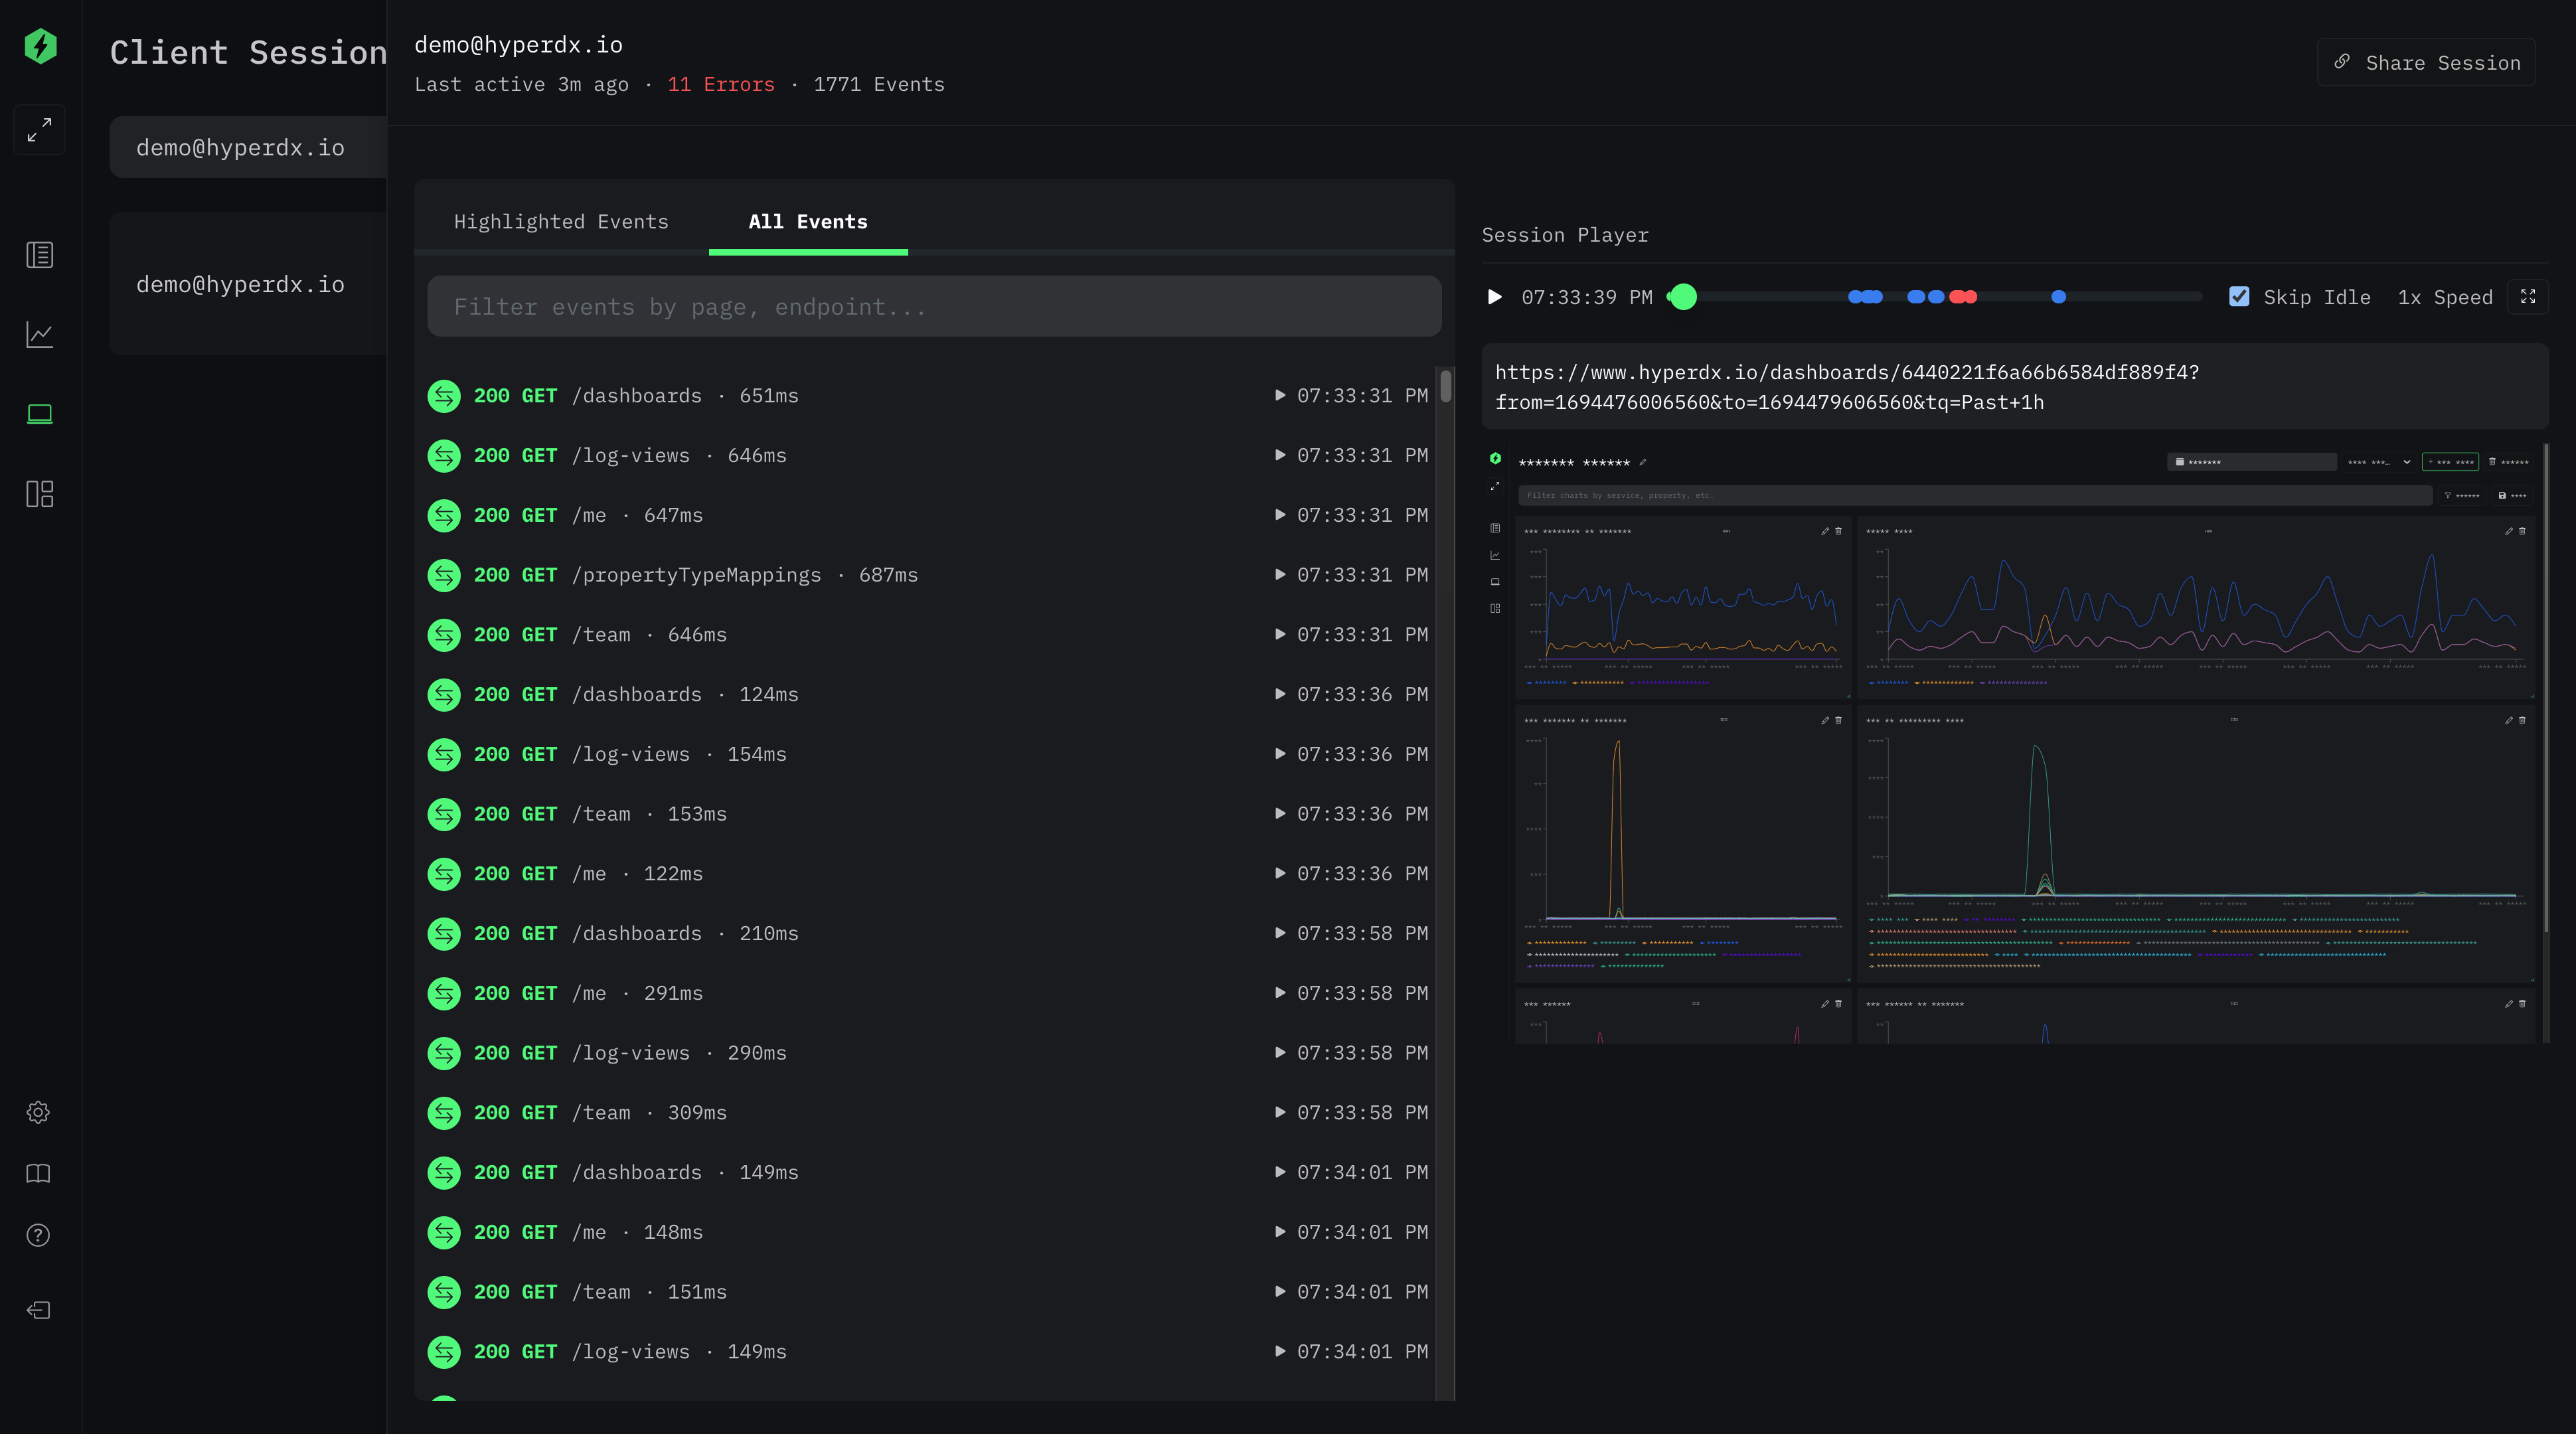 Client Session
demo@hyperdx.io
demo@hyperdx.io
demo@hyperdx.io
Last active 3m ago · 11 Errors · 1771 Events
Share Session
Highlighted Events
All Events
Filter events by page, endpoint...
200 GET /dashboards · 651ms 07:33:31 PM
200 GET /log-views · 646ms 07:33:31 PM
200 GET /me · 647ms 07:33:31 PM
200 GET /propertyTypeMappings · 687ms 07:33:31 PM
200 GET /team · 646ms 07:33:31 PM
200 GET /dashboards · 124ms 07:33:36 PM
200 GET /log-views · 154ms 07:33:36 PM
200 GET /team · 153ms 07:33:36 PM
200 GET /me · 122ms 07:33:36 PM
200 GET /dashboards · 210ms 07:33:58 PM
200 GET /me · 291ms 07:33:58 PM
200 GET /log-views · 290ms 07:33:58 PM
200 GET /team · 309ms 07:33:58 PM
200 GET /dashboards · 149ms 07:34:01 PM
200 GET /me · 148ms 07:34:01 PM
200 GET /team · 151ms 07:34:01 PM
200 GET /log-views · 149ms 07:34:01 PM
Session Player
07:33:39 PM
Skip Idle
1x Speed
https://www.hyperdx.io/dashboards/6440221f6a66b6584df889f4?
from=1694476006560&to=1694479606560&tq=Past+1h
Filter charts by service, property, etc.